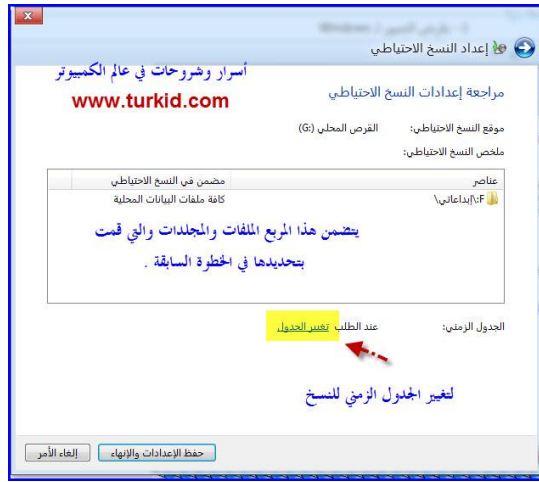 إعداد النسخ الاحتياطي
أسرار وشروحات في عالم الكمبيوتر
www.turkid.com
مراجعة إعدادات النسخ الاحتياطي
موقع النسخ الاحتياطي: القرص المحلي (G:)
ملخص النسخ الاحتياطي:
عناصر مضمن في النسخ الاحتياطي
F:\إبداعاتي\ كافة ملفات البيانات المحلية
يتضمن هذا المربع الملفات والمجلدات والتي قمت
بتحديدها في الخطوة السابقة .
الجدول الزمني: عند الطلب تغيير الجدول
لتغيير الجدول الزمني للنسخ
حفظ الإعدادات والإنهاء إلغاء الأمر